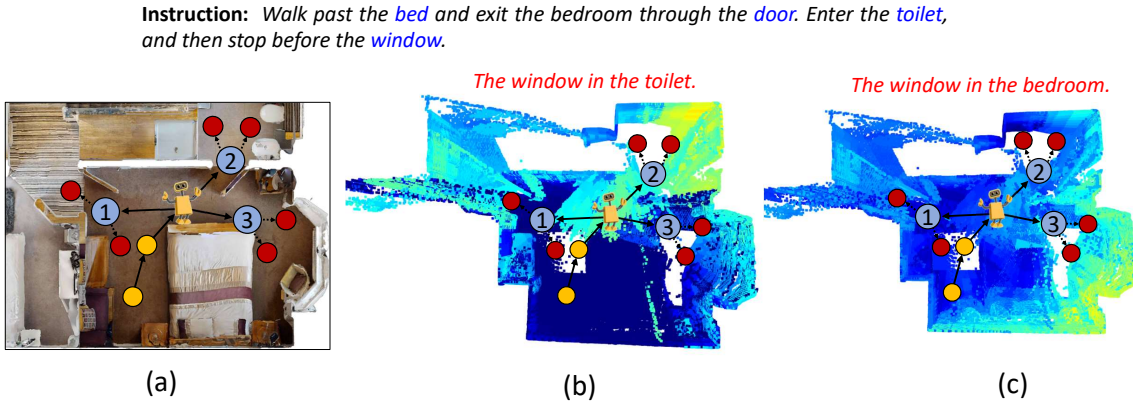 Instruction: Walk past the bed and exit the bedroom through the door. Enter the toilet,
and then stop before the window.
The window in the toilet.
The window in the bedroom.
1
2
3
1
2
3
1
2
3
(a)
(b)
(c)